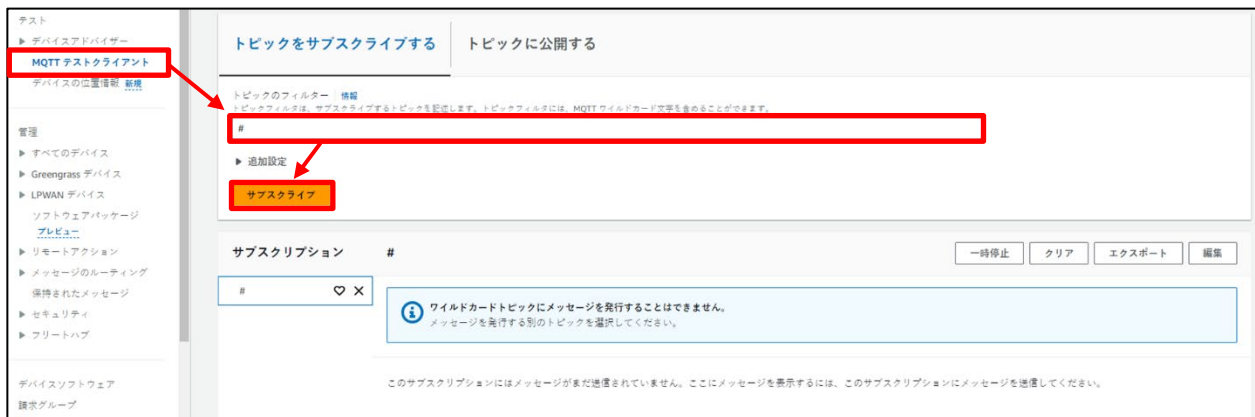 テスト
▶ デバイスアドバイザー
MQTT テストクライアント
デバイスの位置情報 新規
管理
▶ すべてのデバイス
▶ Greengrass デバイス
▶ LPWAN デバイス
ソフトウェアパッケージ
プレビュー
▶ リモートアクション
▶ メッセージのルーティング
保持されたメッセージ
▶ セキュリティ
▶ フリートハブ
デバイスソフトウェア
請求グループ
トピックをサブスクライブする トピックに公開する
トピックのフィルター 情報
トピックフィルタは、サブスクライブするトピックを記述します。トピックフィルタには、MQTT ワイルドカード文字を含めることができます。
#
▶ 追加設定
サブスクライブ
サブスクリプション # 一時停止 クリア エクスポート 編集
# ♡ ✕
ワイルドカードトピックにメッセージを発行することはできません。
メッセージを発行する別のトピックを選択してください。
このサブスクリプションにはメッセージがまだ送信されていません。ここにメッセージを表示するには、このサブスクリプションにメッセージを送信してください。